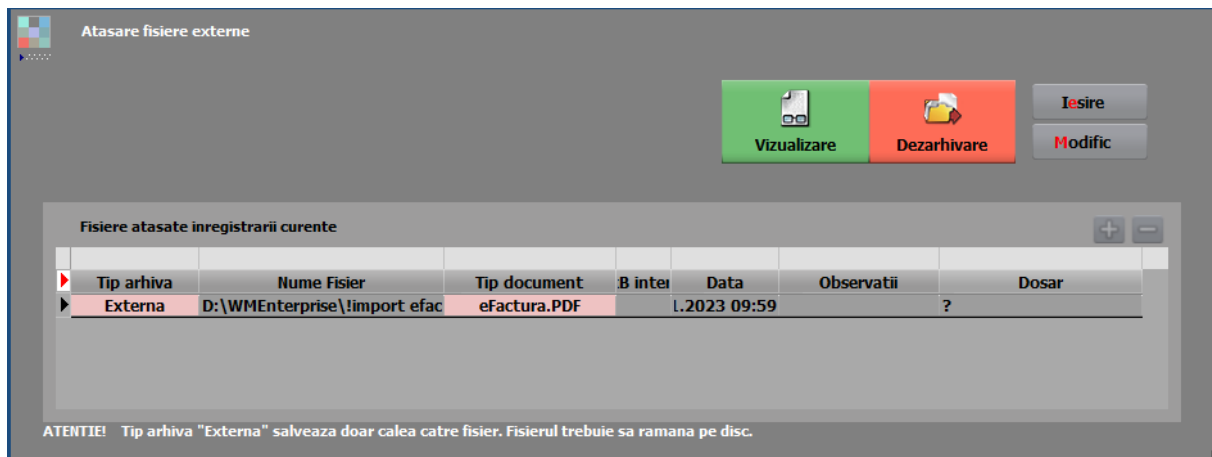 Atasare fisiere externe
Vizualizare
Dezarhivare
Iesire
Modific
Fisiere atasate inregistrarii curente
Tip arhiva Nume Fisier Tip document Data Observatii Dosar
Externa D:\WMEnterprise\!import efac eFactura.PDF .2023 09:59 ?
ATENTIE! Tip arhiva "Externa" salveaza doar calea catre fisier. Fisierul trebuie sa ramana pe disc.